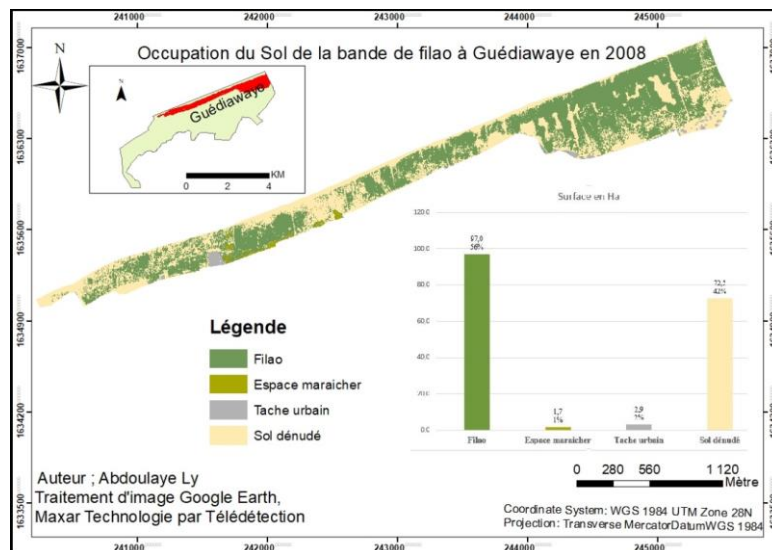 241000 242000 243000 244000 245000
Occupation du Sol de la bande de filao à Guédiawaye en 2008
N
N
Guédiawaye
KM
0 2 4
1637000
1636300
1635600
1634900
1634200
1633500
Surface en Ha
120,0
100,0
80,0
60,0
40,0
20,0
0,0
97,0
56%
1,7
1%
2,9
42%
Filao Espace maraicher Tache urbain Sol dénudé
Légende
Filao
Espace maraicher
Tache urbain
Sol dénudé
0 280 560 1 120
Mètre
Auteur ; Abdoulaye Ly
Traitement d'image Google Earth,
Maxar Technologie par Télédétection
Coordinate System: WGS 1984 UTM Zone 28N
Projection: Transverse MercatorDatumWGS 1984
241000 242000 243000 244000 245000